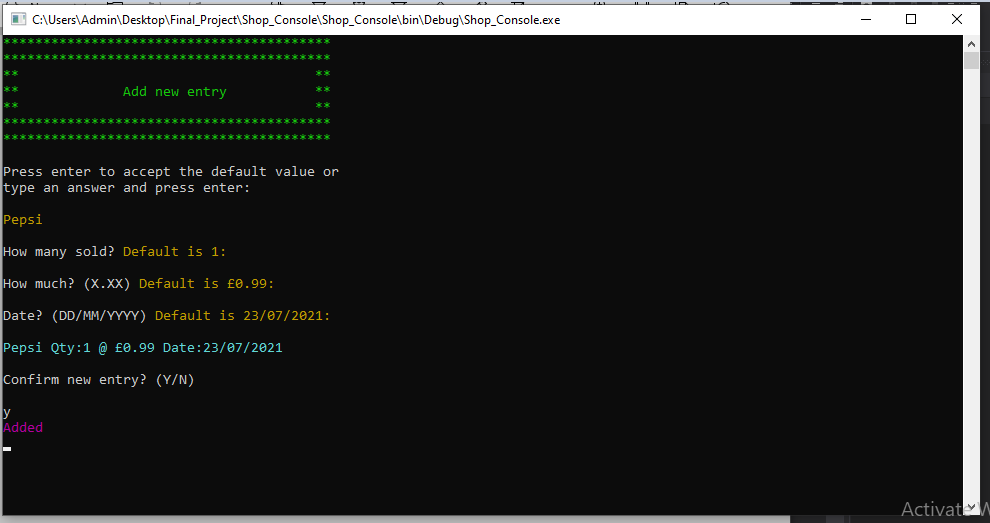 C:\Users\Admin\Desktop\Final_Project\Shop_Console\Shop_Console\bin\Debug\Shop_Console.exe
*****************************************
*****************************************
**                                     **
**             Add new entry           **
**                                     **
*****************************************
*****************************************
Press enter to accept the default value or
type an answer and press enter:
Pepsi
How many sold? Default is 1:
How much? (X.XX) Default is £0.99:
Date? (DD/MM/YYYY) Default is 23/07/2021:
Pepsi Qty:1 @ £0.99 Date:23/07/2021
Confirm new entry? (Y/N)
y
Added
Activate